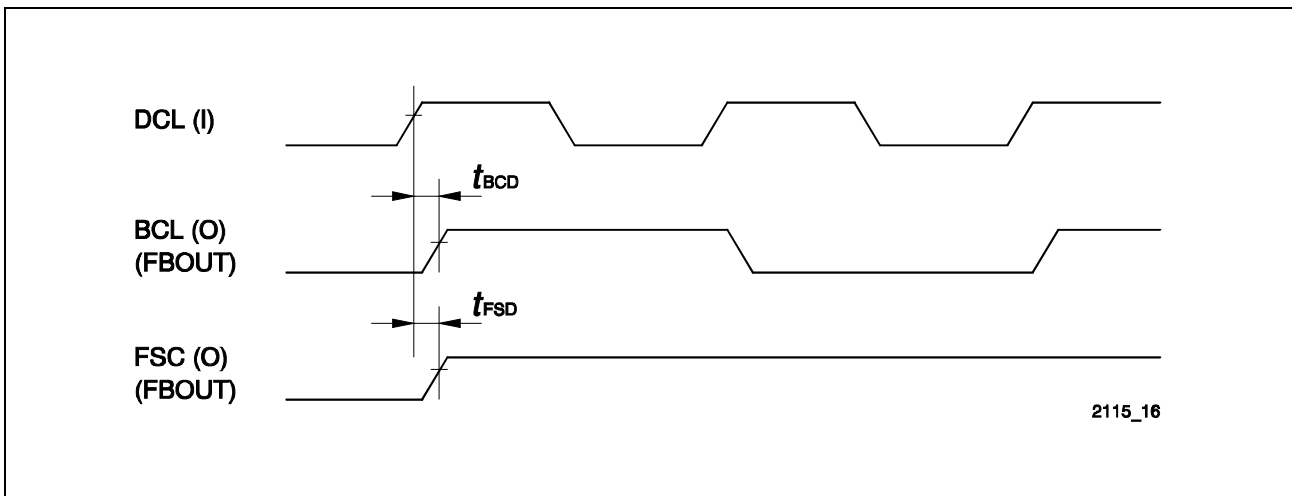 DCL (I)
tBCD
BCL (O)
(FBOUT)
tFSD
FSC (O)
(FBOUT)
2115_16